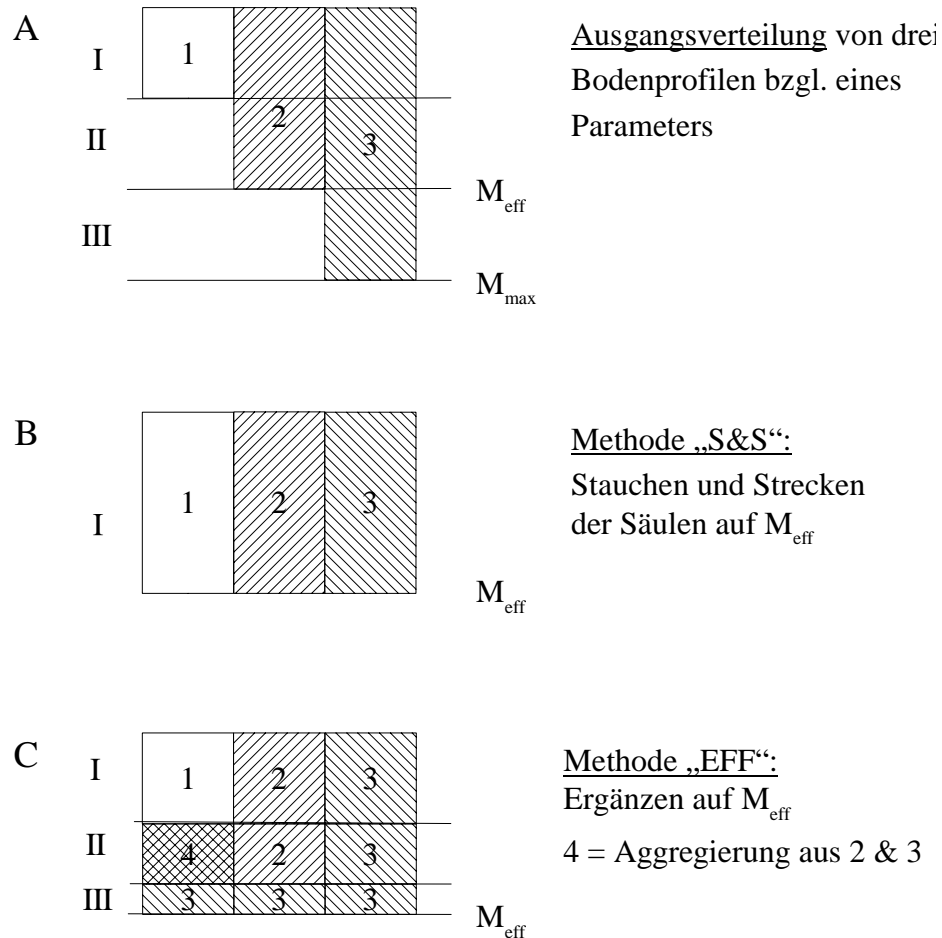 A
I
1
2
3
II
III
M_eff
M_max
Ausgangsverteilung von drei
Bodenprofilen bzgl. eines
Parameters
B
I
1
2
3
M_eff
Methode „S&S“:
Stauchen und Strecken
der Säulen auf M_eff
C
I
1
2
3
II
4
2
3
III
3
3
3
M_eff
Methode „EFF“:
Ergänzen auf M_eff
4 = Aggregierung aus 2 & 3